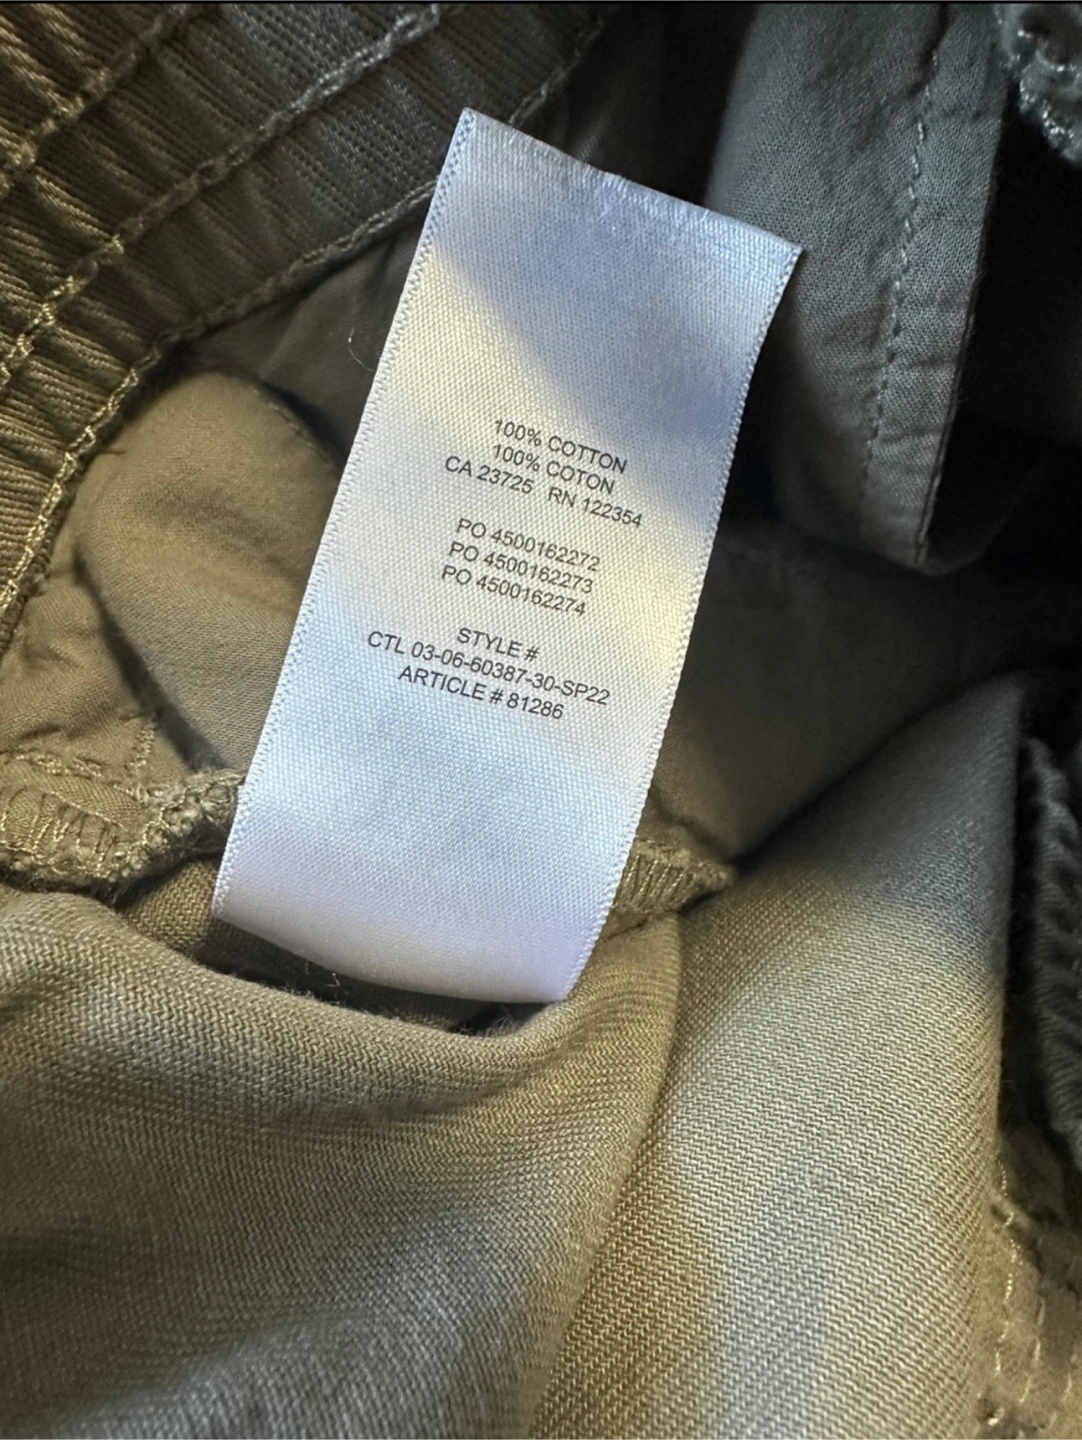 100% COTTON
100% COTON
CA 23725 RN 122354
PO 4500162272
PO 4500162273
PO 4500162274
STYLE #
CTL 03-06-60387-30-SP22
ARTICLE # 81286